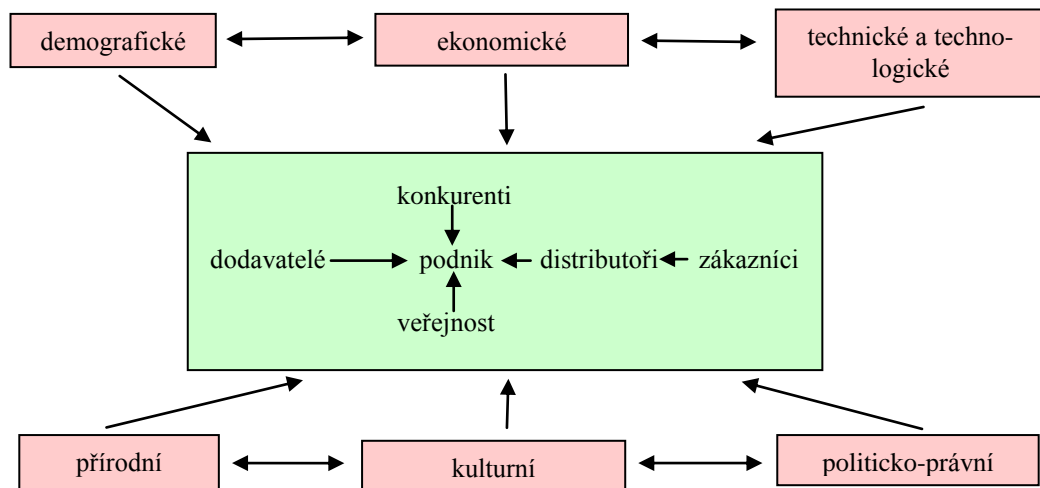 demografické
ekonomické
technické a techno-
logické
konkurenti
dodavatelé
podnik
distributoři
zákazníci
veřejnost
přírodní
kulturní
politicko-právní